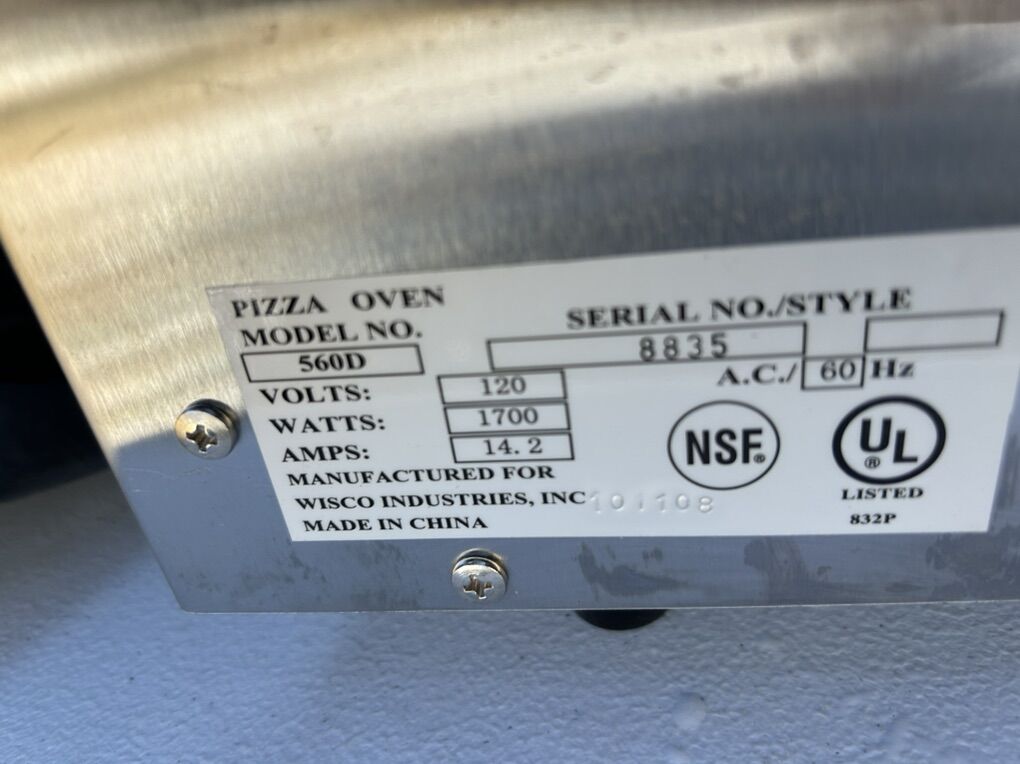 PIZZA OVEN
MODEL NO.
560D
SERIAL NO./STYLE
8835
VOLTS: 120
A.C./ 60 Hz
WATTS: 1700
AMPS: 14.2
MANUFACTURED FOR
WISCO INDUSTRIES, INC
MADE IN CHINA
NSF®
UL®
LISTED
832P